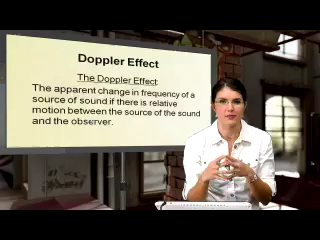 Doppler Effect
The Doppler Effect:
The apparent change in frequency of a
source of sound if there is relative
motion between the source of the sound
and the observer.